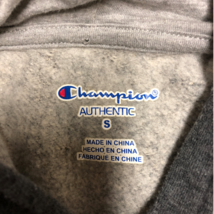 Champion
AUTHENTIC
S
MADE IN CHINA
HECHO EN CHINA
FABRIQUÉ EN CHINE